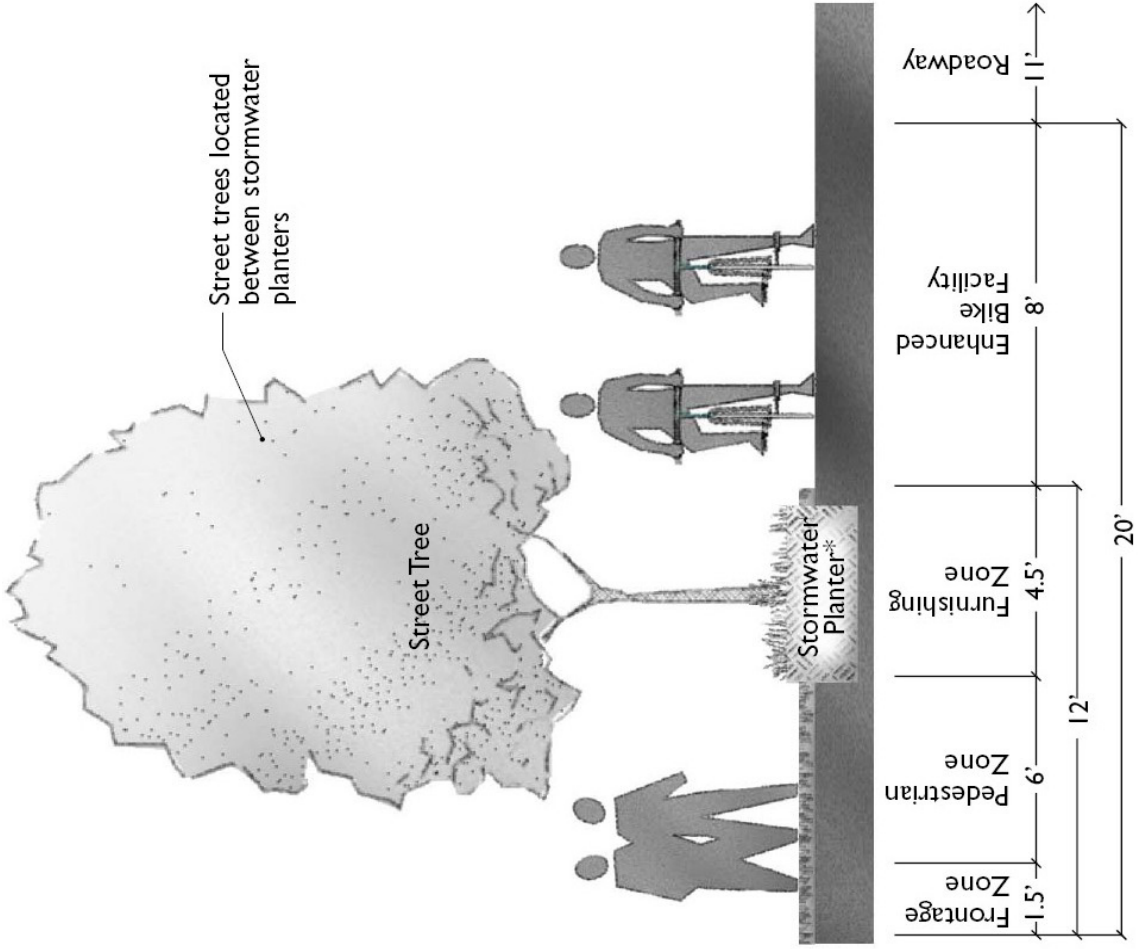 Street trees located
between stormwater
planters
Street Tree
Stormwater
Planter*
Frontage
Zone
Pedestrian
Zone
Furnishing
Zone
Enhanced
Bike
Facility
Roadway
1.5'
6'
4.5'
8'
11'
12'
20'